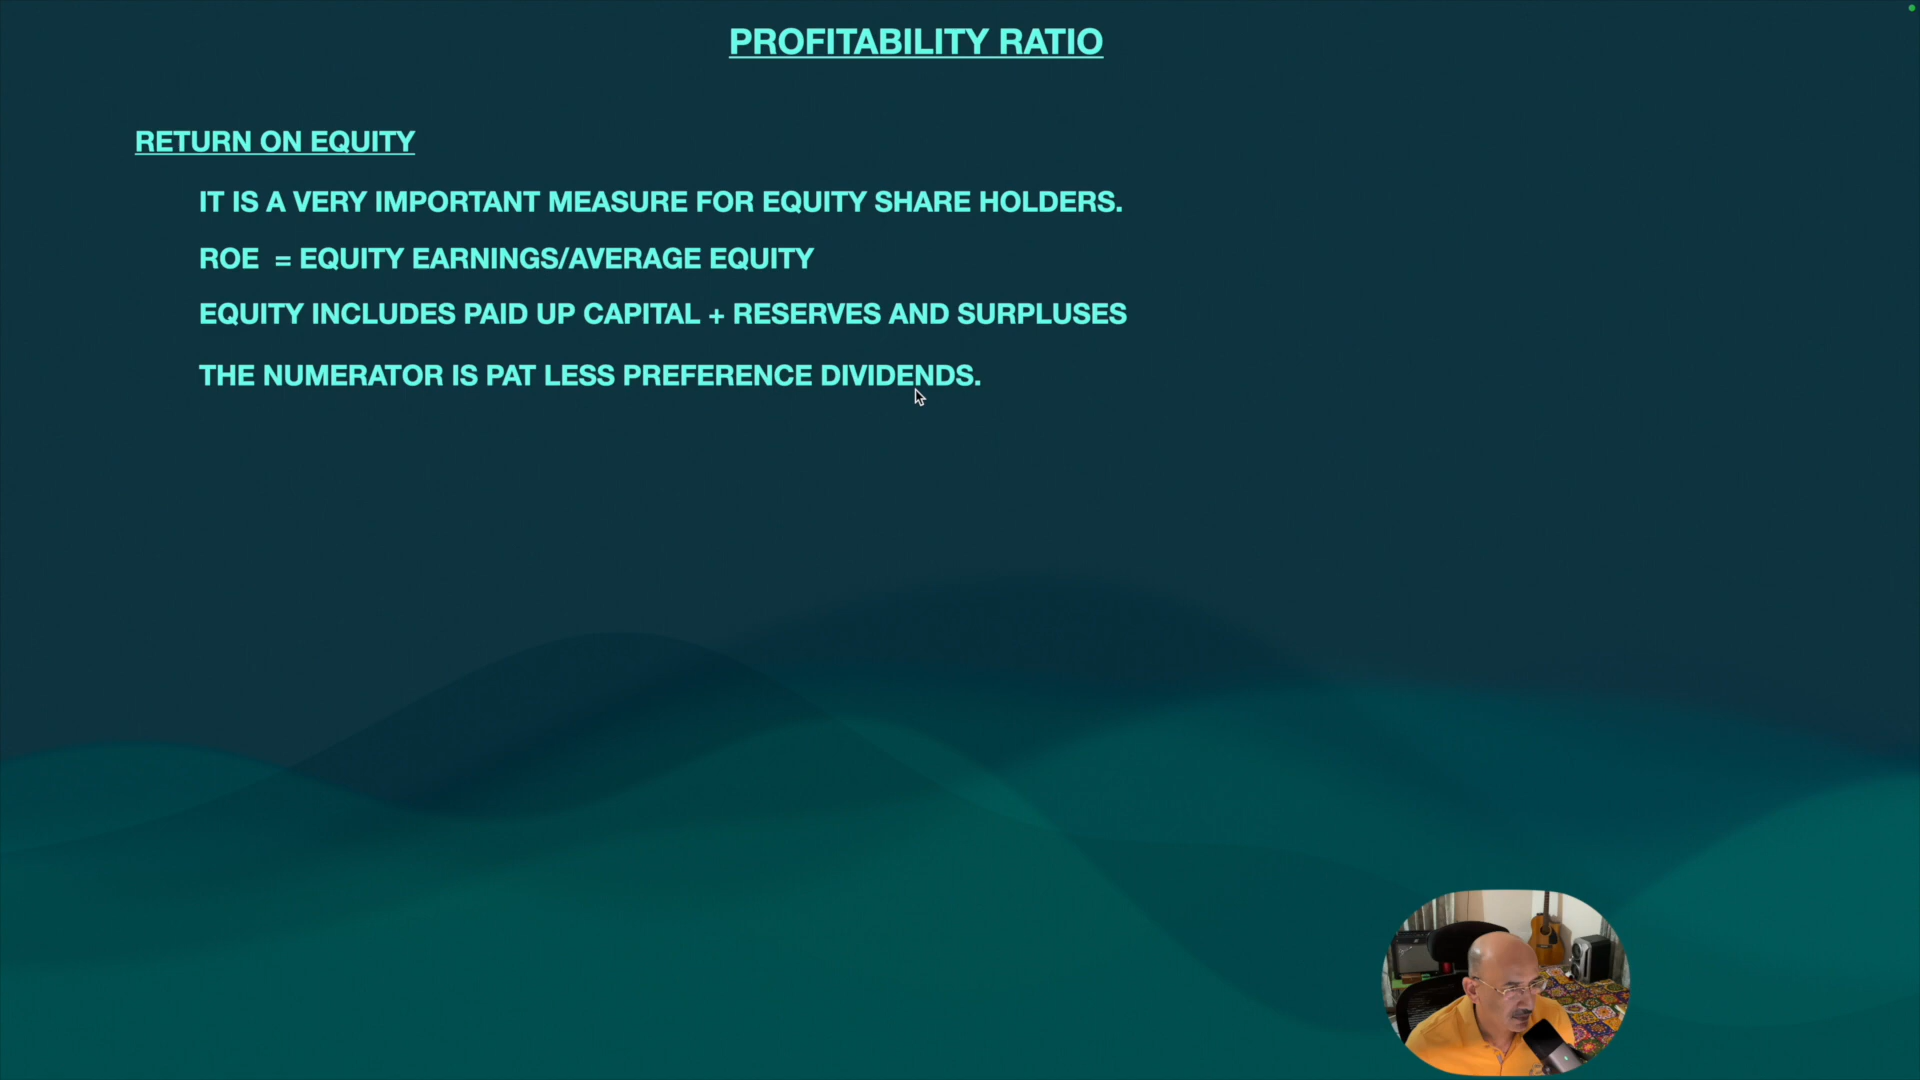 PROFITABILITY RATIO
RETURN ON EQUITY
IT IS A VERY IMPORTANT MEASURE FOR EQUITY SHARE HOLDERS.
ROE = EQUITY EARNINGS/AVERAGE EQUITY
EQUITY INCLUDES PAID UP CAPITAL + RESERVES AND SURPLUSES
THE NUMERATOR IS PAT LESS PREFERENCE DIVIDENDS.